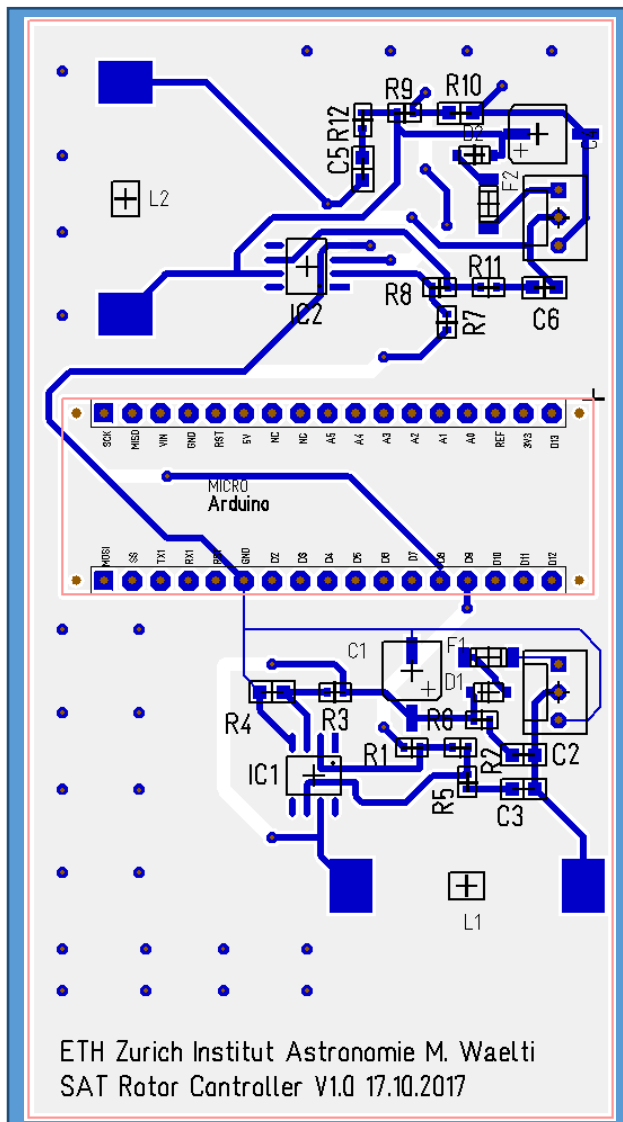 R9
R10
R12
C5
D2
F2
L2
IC2
R8
R11
R7
C6
SCK MISO VIN GND RST 5V NC NC A5 A4 A3 A2 A1 A0 REF 3V3 D13
MICRO
Arduino
MOSI SS TX1 RX1 GND D2 D3 D4 D5 D6 D7 D8 D9 D10 D11 D12
C1
F1
D1
R4
R3
R6
R1
R2
C2
IC1
R5
C3
L1
ETH Zurich Institut Astronomie M. Waelti
SAT Rotor Controller V1.0 17.10.2017